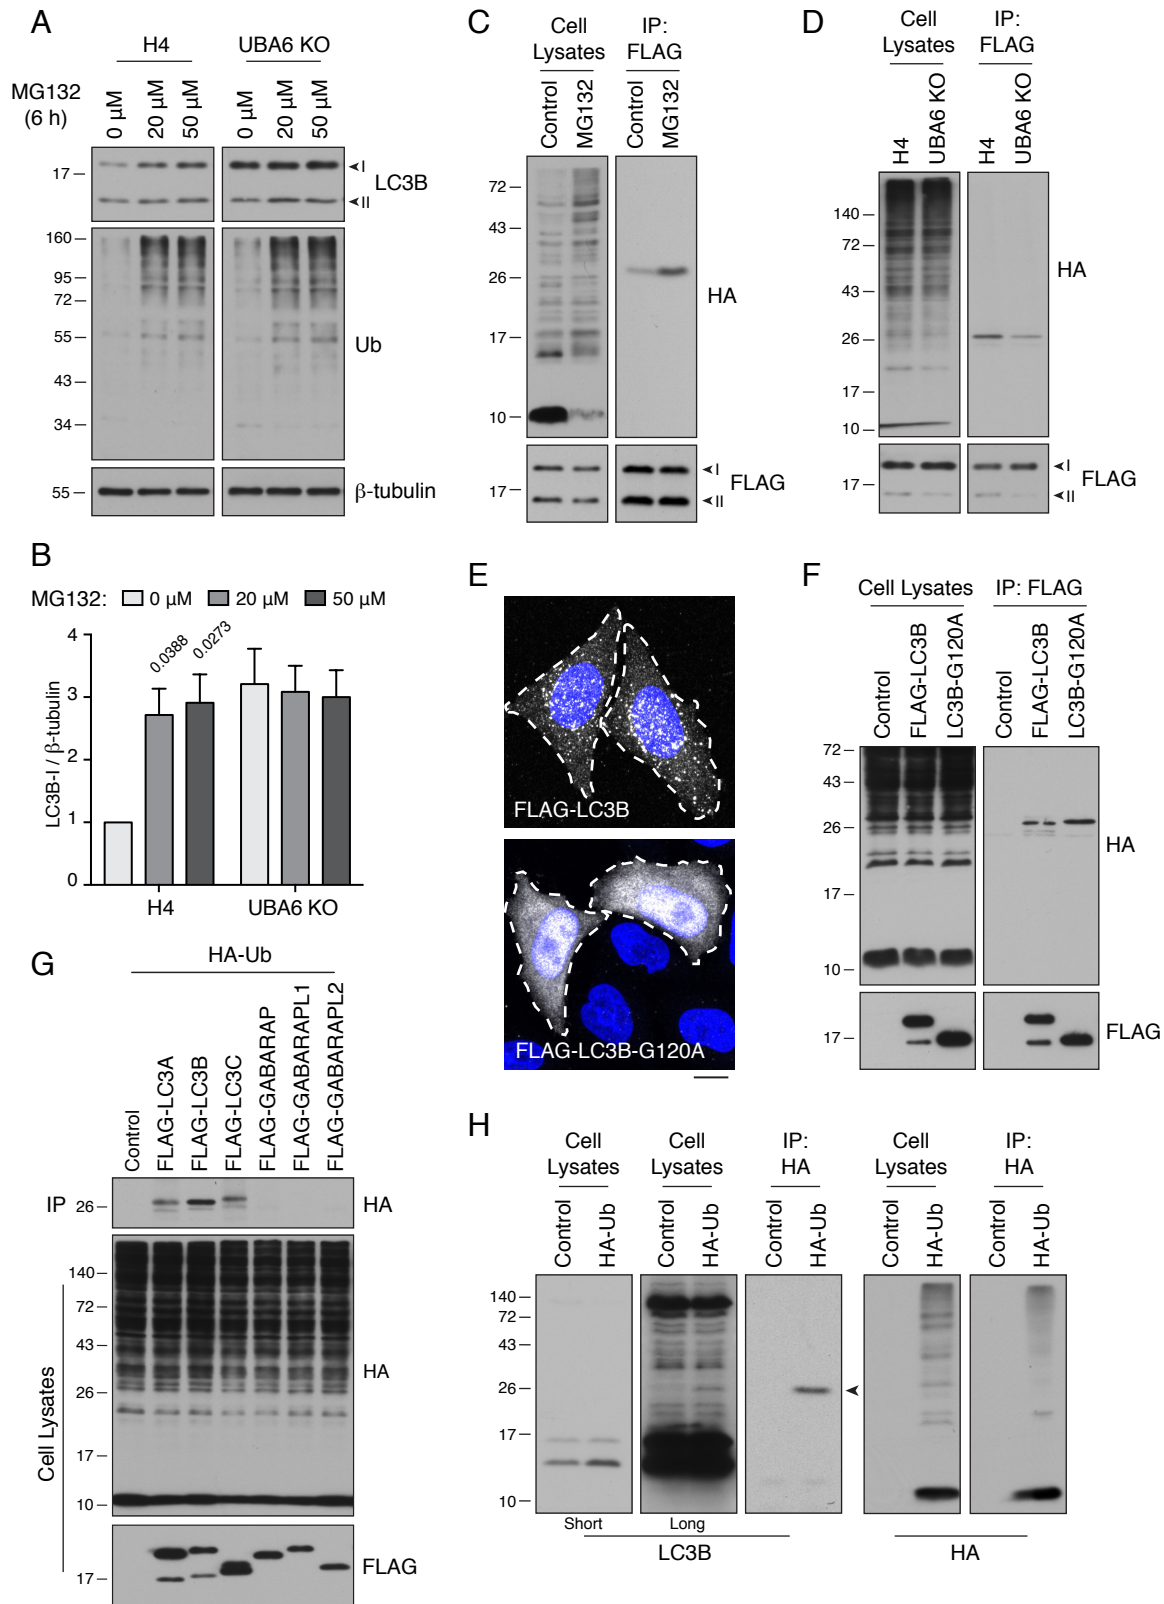 A
H4
UBA6 KO
MG132
(6 h)
0 μM
20 μM
50 μM
0 μM
20 μM
50 μM
17
I
II
LC3B
160
95
72
55
43
34
Ub
55
β-tubulin
B
MG132:
0 μM
20 μM
50 μM
LC3B-I / β-tubulin
4
3
2
1
0
0.0388
0.0273
H4
UBA6 KO
C
Cell
Lysates
IP:
FLAG
Control
MG132
Control
MG132
72
43
26
17
10
HA
17
I
II
FLAG
D
Cell
Lysates
IP:
FLAG
H4
UBA6 KO
H4
UBA6 KO
140
72
43
26
17
10
HA
17
I
II
FLAG
E
FLAG-LC3B
FLAG-LC3B-G120A
F
Cell Lysates
IP: FLAG
Control
FLAG-LC3B
LC3B-G120A
Control
FLAG-LC3B
LC3B-G120A
72
43
26
17
10
HA
17
FLAG
G
HA-Ub
Control
FLAG-LC3A
FLAG-LC3B
FLAG-LC3C
FLAG-GABARAP
FLAG-GABARAPL1
FLAG-GABARAPL2
IP
26
HA
Cell Lysates
140
72
43
26
17
10
HA
17
FLAG
H
Cell
Lysates
Cell
Lysates
IP:
HA
Cell
Lysates
IP:
HA
Control
HA-Ub
Control
HA-Ub
Control
HA-Ub
Control
HA-Ub
Control
HA-Ub
140
72
43
26
17
10
Short
Long
LC3B
HA